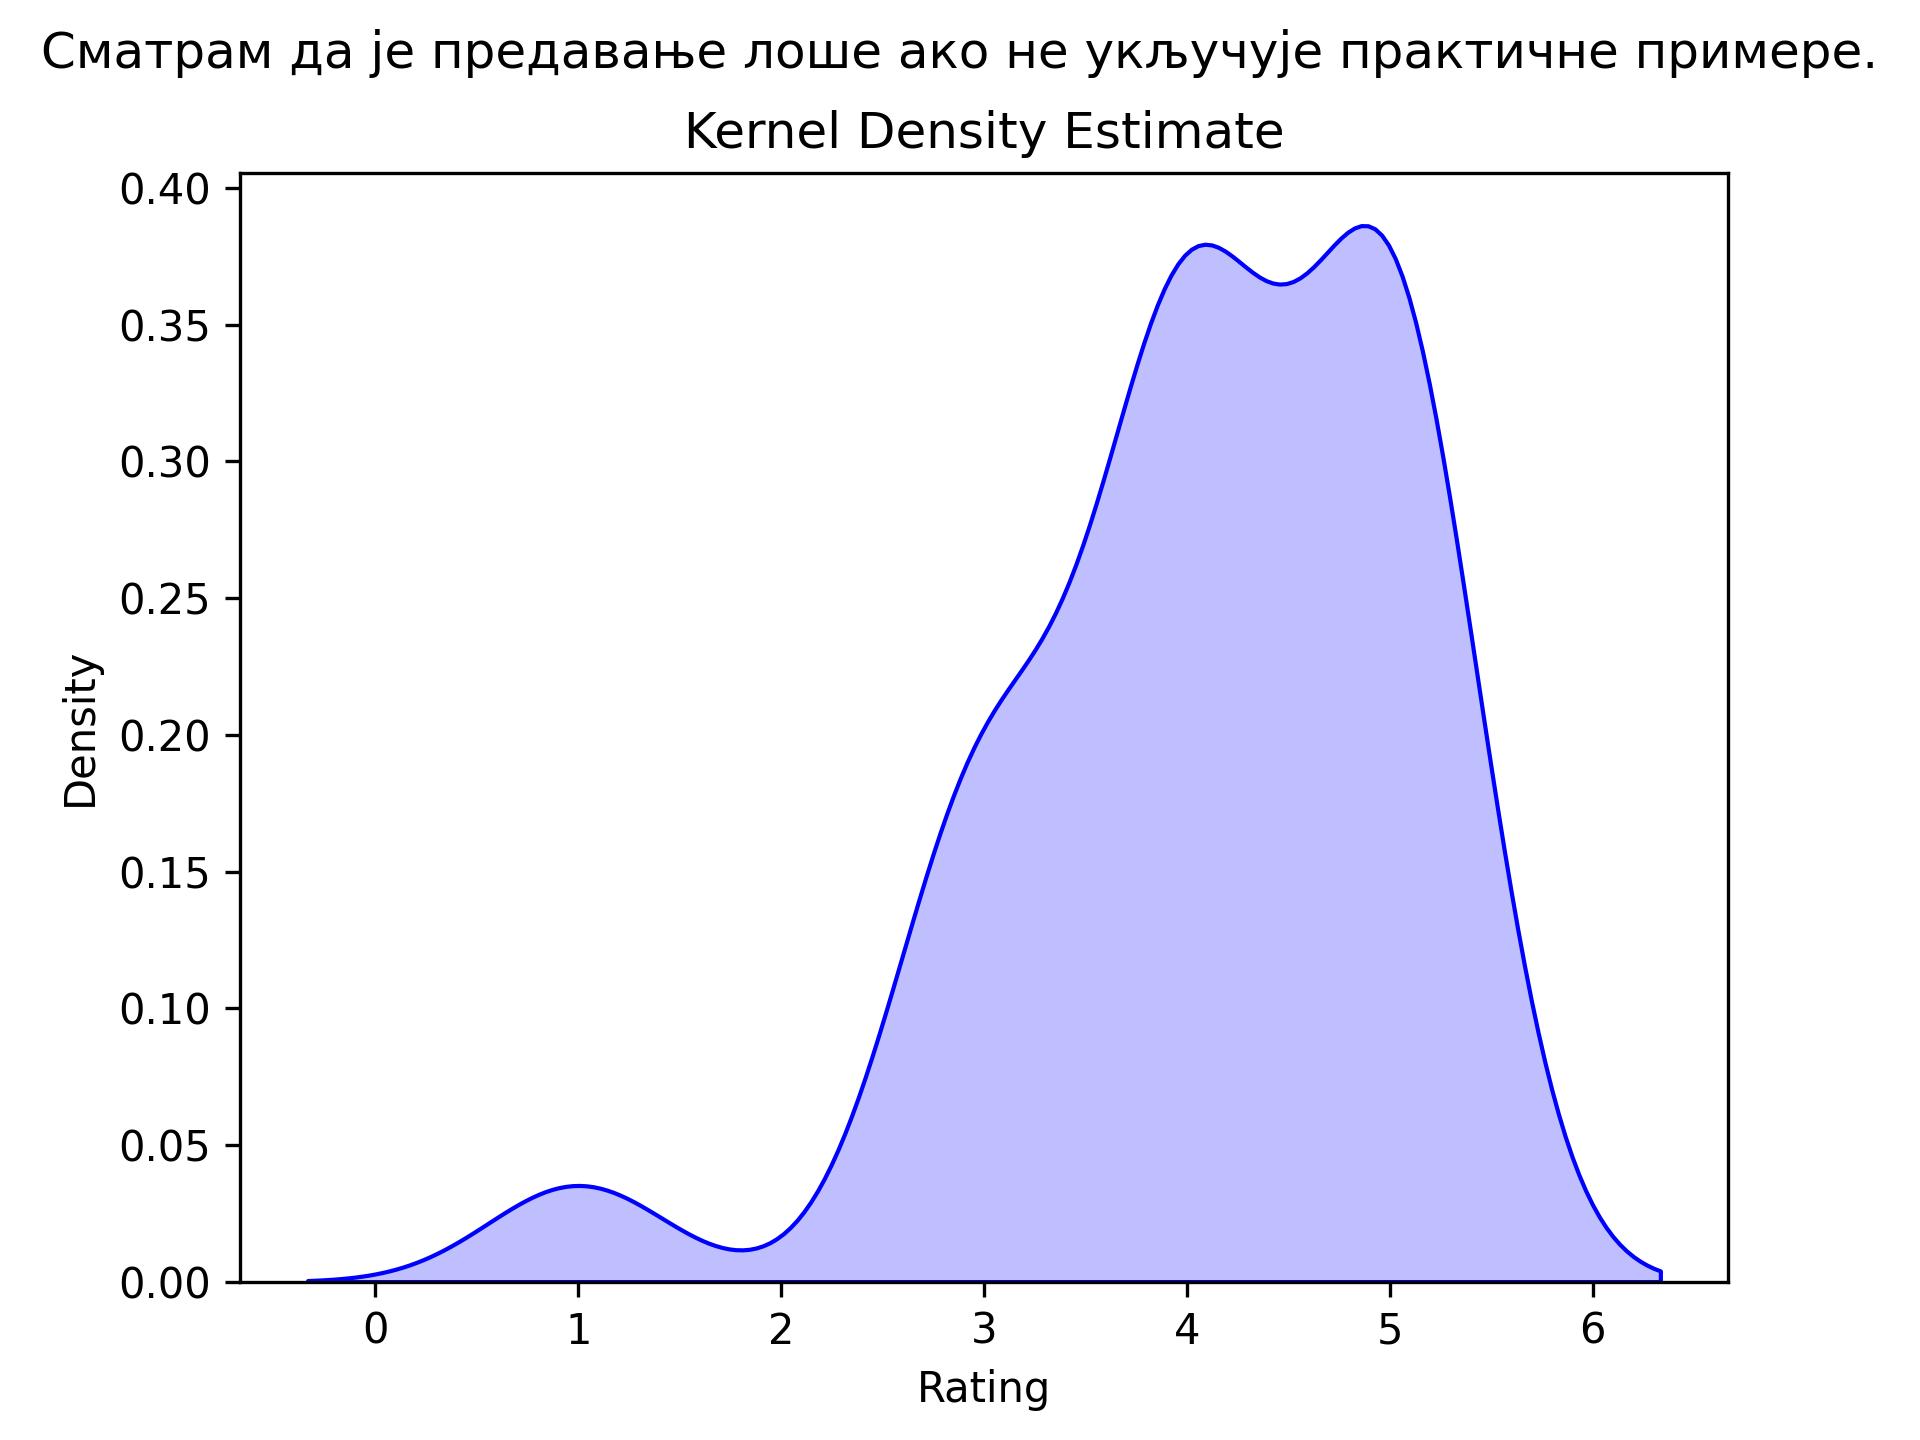 Сматрам да је предавање лоше ако не укључује практичне примере.
Kernel Density Estimate
0.40
0.35
0.30
0.25
0.20
0.15
0.10
0.05
0.00
Density
0 1 2 3 4 5 6
Rating